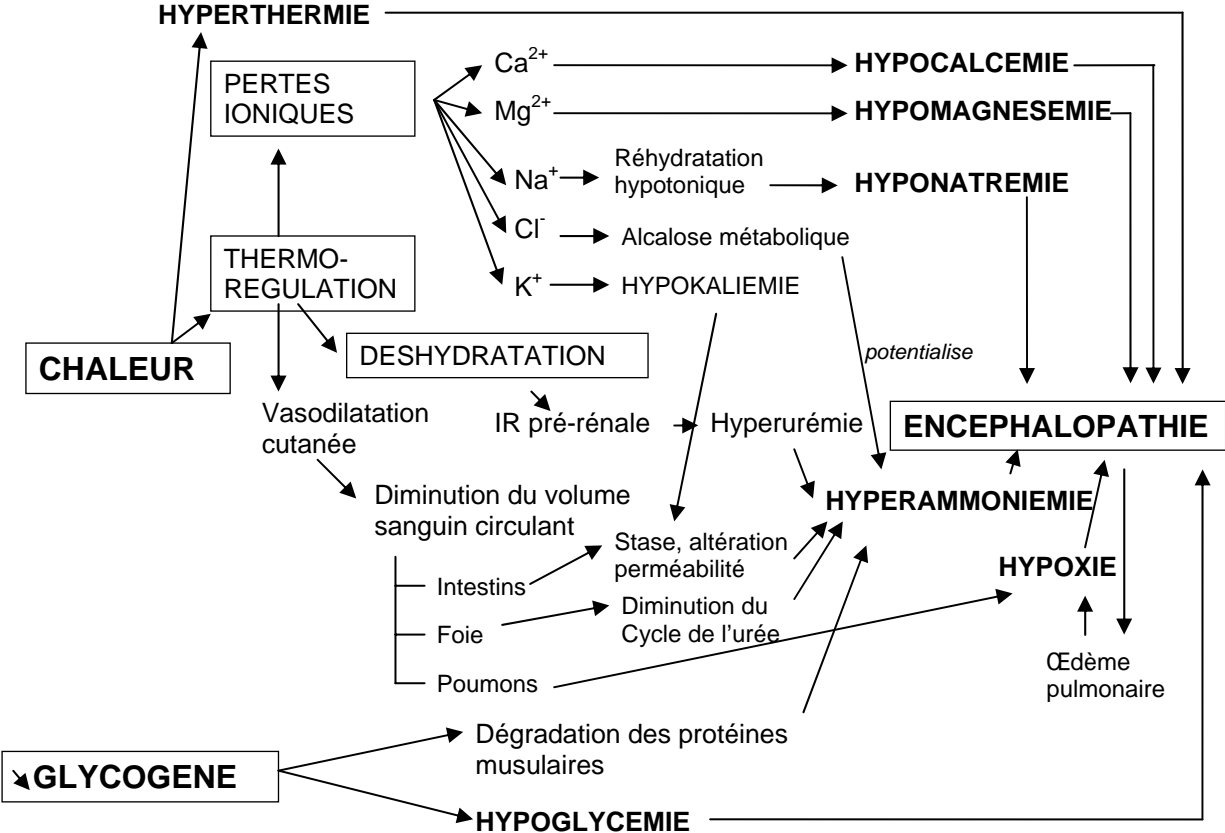 HYPERTHERMIE
PERTES
IONIQUES
Ca²⁺
HYPOCALCEMIE
Mg²⁺
HYPOMAGNESEMIE
Na⁺
Réhydratation
hypotonique
HYPONATREMIE
Cl⁻
Alcalose métabolique
K⁺
HYPOKALIEMIE
THERMO-
REGULATION
CHALEUR
DESHYDRATATION
potentialise
Vasodilatation
cutanée
IR pré-rénale
Hyperurémie
ENCEPHALOPATHIE
Diminution du volume
sanguin circulant
HYPERAMMONIEMIE
Stase, altération
perméabilité
HYPOXIE
Intestins
Diminution du
Cycle de l’urée
Foie
Poumons
Œdème
pulmonaire
Dégradation des protéines
musulaires
GLYCOGENE
HYPOGLYCEMIE